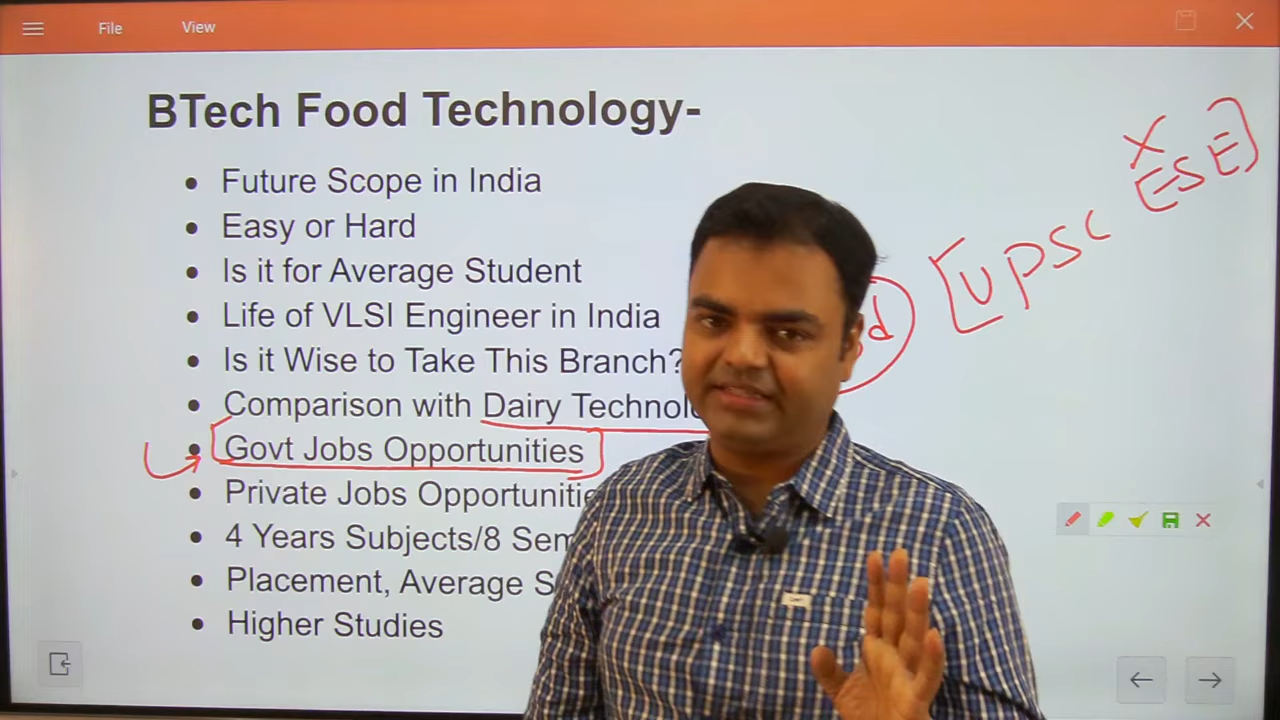 File View
BTech Food Technology-
Future Scope in India
Easy or Hard
Is it for Average Student
Life of VLSI Engineer in India
Is it Wise to Take This Branch?
Comparison with Dairy Technol
Govt Jobs Opportunities
Private Jobs Opportunitie
4 Years Subjects/8 Sem
Placement, Average S
Higher Studies
X
[UPSC ESE]
d